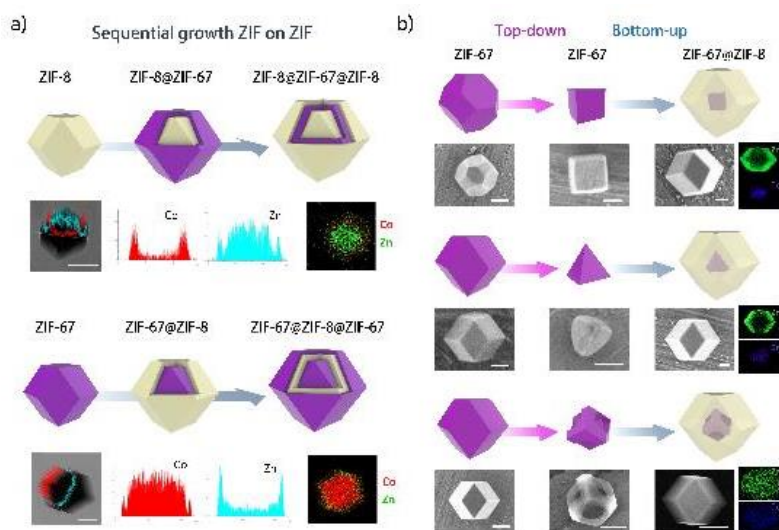 a)
Sequential growth ZIF on ZIF
ZIF-8 ZIF-8@ZIF-67 ZIF-8@ZIF-67@ZIF-8
Co Zn Co
Zn
ZIF-67 ZIF-67@ZIF-8 ZIF-67@ZIF-8@ZIF-67
Co Zn Co
Zn
b)
Top-down Bottom-up
ZIF-67 ZIF-67 ZIF-67@ZIF-8